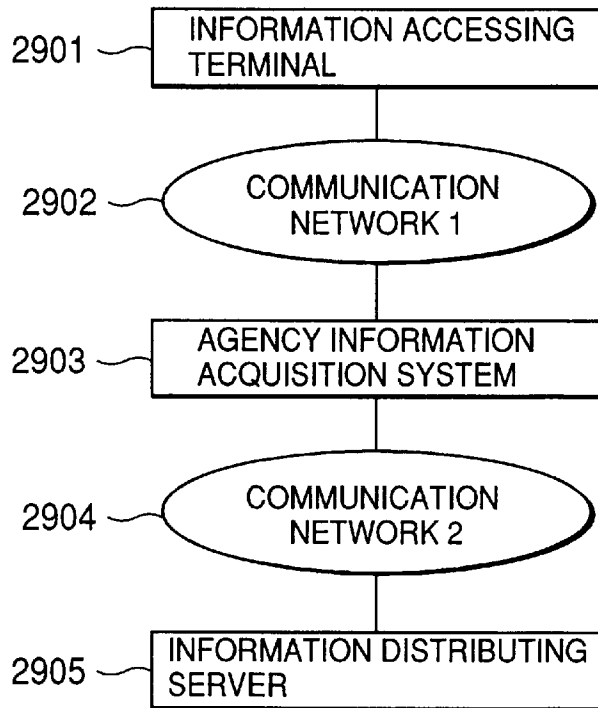 2901
INFORMATION ACCESSING
TERMINAL
2902
COMMUNICATION
NETWORK 1
2903
AGENCY INFORMATION
ACQUISITION SYSTEM
2904
COMMUNICATION
NETWORK 2
2905
INFORMATION DISTRIBUTING
SERVER